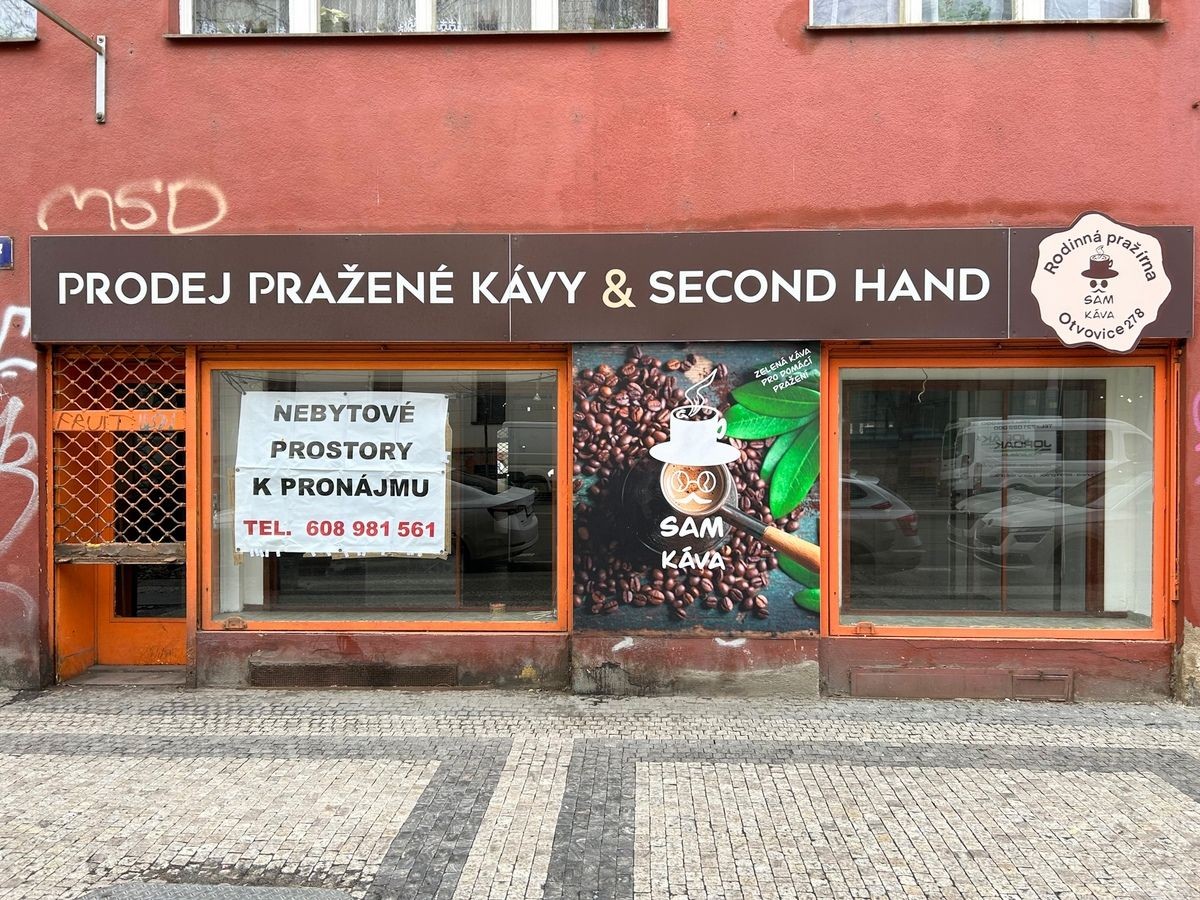 MSD
PRODEJ PRAŽENÉ KÁVY & SECOND HAND
Rodinná pražírna
SAM
KÁVA
Otvovice 278
FRUIT
NEBYTOVÉ
PROSTORY
K PRONÁJMU
TEL. 608 981 561
ZELENÁ KÁVA
PRO DOMÁCÍ
PRAŽENÍ
SAM
KÁVA